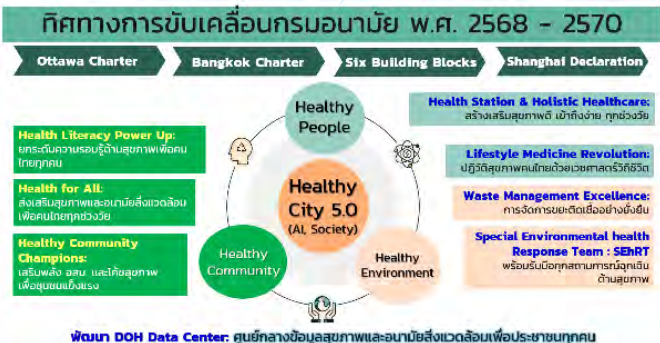 ทิศทางการขับเคลื่อนกรมอนามัย พ.ศ. 2568 - 2570
Ottawa Charter
Bangkok Charter
Six Building Blocks
Shanghai Declaration
Healthy
People
Health Literacy Power Up:
ยกระดับความรอบรู้ด้านสุขภาพเพื่อคน
ไทยทุกคน
Health for All:
ส่งเสริมสุขภาพและอนามัยสิ่งแวดล้อม
เพื่อคนไทยทุกช่วงวัย
Healthy Community
Champions:
เสริมพลัง อสม. และโค้ชสุขภาพ
เพื่อชุมชนแข็งแรง
Healthy
City 5.0
(AI, Society)
Healthy
Community
Healthy
Environment
Health Station & Holistic Healthcare:
สร้างเสริมสุขภาพดี เข้าถึงง่าย ทุกช่วงวัย
Lifestyle Medicine Revolution:
ปฏิวัติสุขภาพคนไทยด้วยเวชศาสตร์วิถีชีวิต
Waste Management Excellence:
การจัดการขยะติดเชื้ออย่างยั่งยืน
Special Environmental health
Response Team : SEhRT
พร้อมรับมือทุกสถานการณ์ฉุกเฉิน
ด้านสุขภาพ
พัฒนา DOH Data Center: ศูนย์กลางข้อมูลสุขภาพและอนามัยสิ่งแวดล้อมเพื่อประชาชนทุกคน